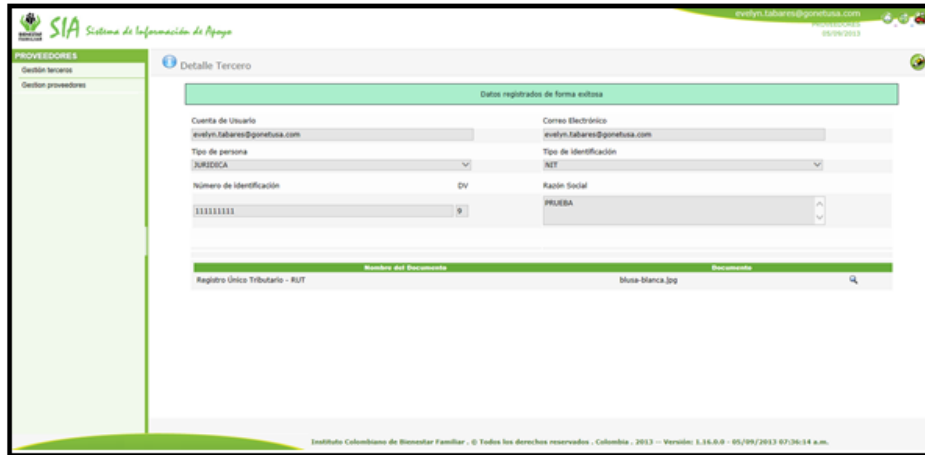 BIENESTAR
FAMILIAR
SIA Sistema de Información de Apoyo
evelyn.tabares@gonetusa.com
PROVEEDORES
05/09/2013
PROVEEDORES
Gestión terceros
Gestion proveedores
Detalle Tercero
Datos registrados de forma exitosa
Cuenta de Usuario
Correo Electrónico
evelyn.tabares@gonetusa.com
evelyn.tabares@gonetusa.com
Tipo de persona
Tipo de identificación
JURIDICA
NIT
Número de identificación
DV
Razón Social
111111111
9
PRUEBA
Nombre del Documento
Documento
Registro Único Tributario - RUT
blusa-blanca.jpg
Instituto Colombiano de Bienestar Familiar . © Todos los derechos reservados . Colombia . 2013 -- Versión: 1.16.0.0 - 05/09/2013 07:36:14 a.m.